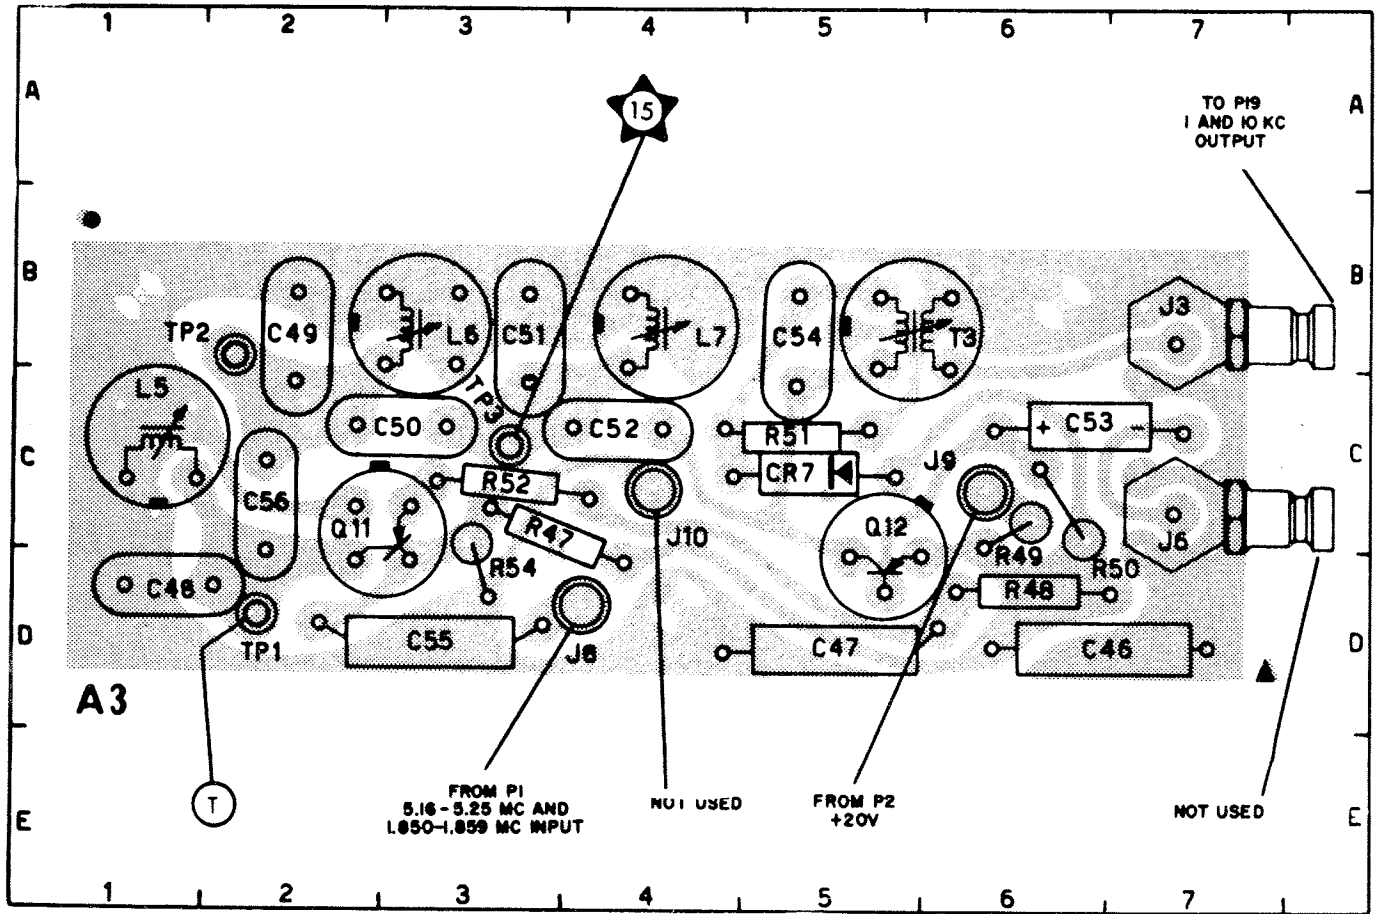 1 2 3 4 5 6 7
A A
15
TO P19
1 AND 10 KC
OUTPUT
B B
J3
TP2 C49 L6 C51 L7 C54 T3
L5
TP3
C50 C52 R51 + C53 -
C C
R52 CR7 J9
C56
Q11 R47 J10 Q12 J6
R54 R49 R50
C48 R48
D D
TP1 C55 J8 C47 C46
A3
FROM P1
5.16-5.25 MC AND
1.850-1.859 MC INPUT
NOT USED
FROM P2
+20V
NOT USED
T
E E
1 2 3 4 5 6 7